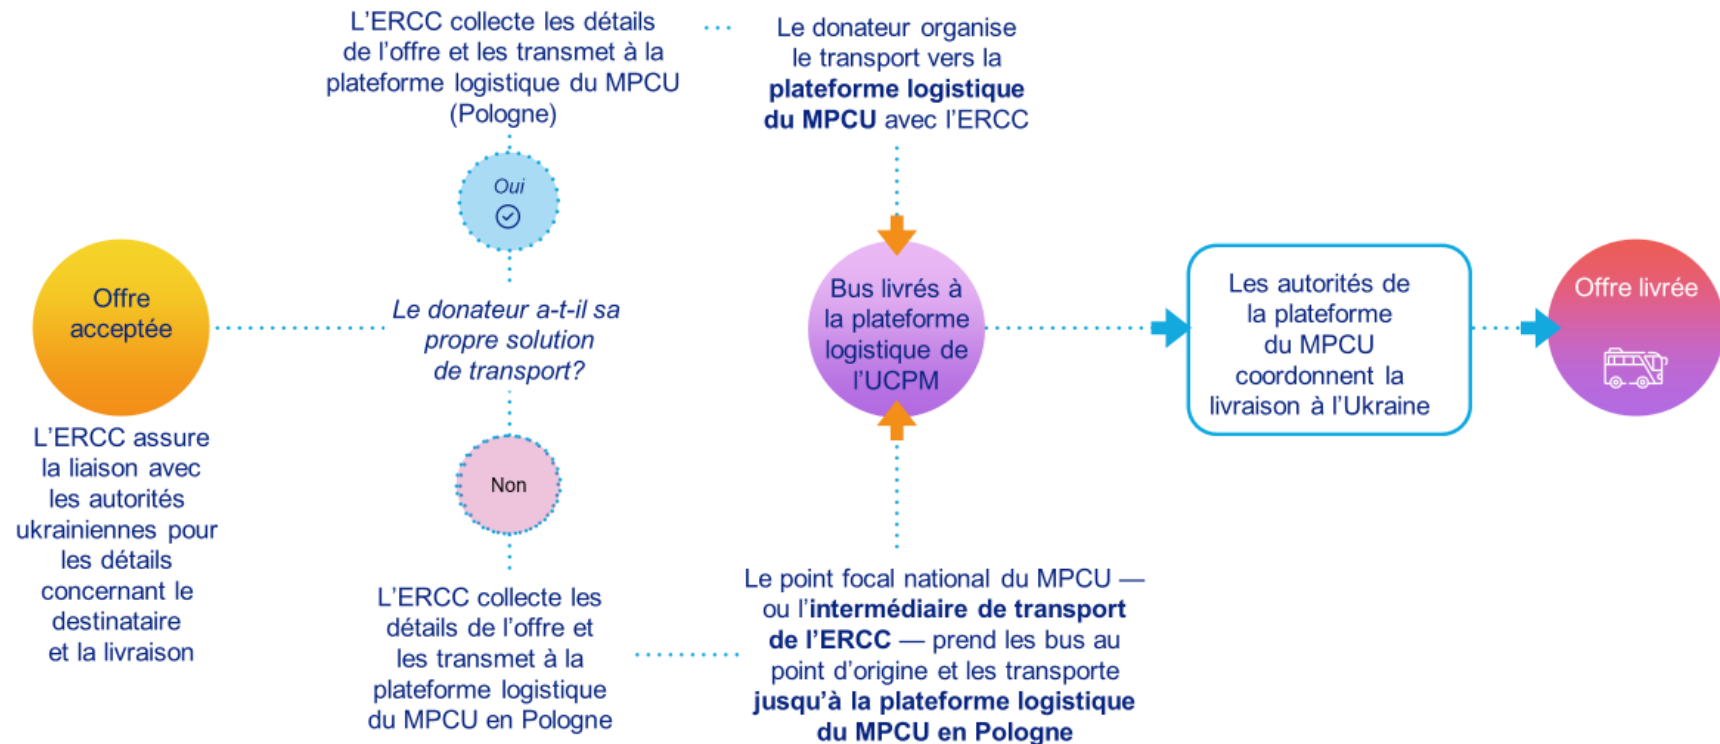 Offre
acceptée
L’ERCC assure
la liaison avec
les autorités
ukrainiennes pour
les détails
concernant le
destinataire
et la livraison
Le donateur a-t-il sa
propre solution
de transport?
Oui
L’ERCC collecte les détails
de l’offre et les transmet à la
plateforme logistique du MPCU
(Pologne)
Le donateur organise
le transport vers la
plateforme logistique
du MPCU avec l’ERCC
Non
L’ERCC collecte les
détails de l’offre et
les transmet à la
plateforme logistique
du MPCU en Pologne
Le point focal national du MPCU —
ou l’intermédiaire de transport
de l’ERCC — prend les bus au
point d’origine et les transporte
jusqu’à la plateforme logistique
du MPCU en Pologne
Bus livrés à
la plateforme
logistique de
l’UCPM
Les autorités de
la plateforme
du MPCU
coordonnent la
livraison à l’Ukraine
Offre livrée